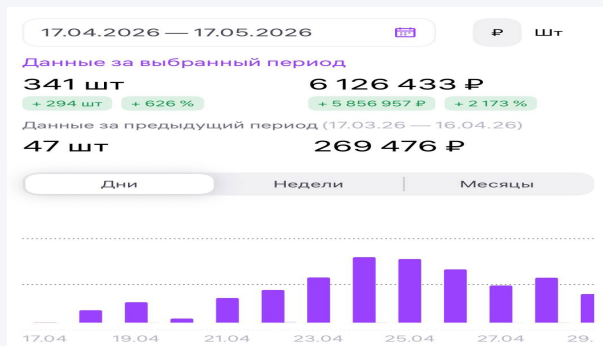 17.04.2026 — 17.05.2026 ₽ Шт
Данные за выбранный период
341 шт 6 126 433 ₽
+ 294 шт + 626 % + 5 856 957 ₽ + 2 173 %
Данные за предыдущий период (17.03.26 — 16.04.26)
47 шт 269 476 ₽
Дни Недели Месяцы
17.04 19.04 21.04 23.04 25.04 27.04 29.